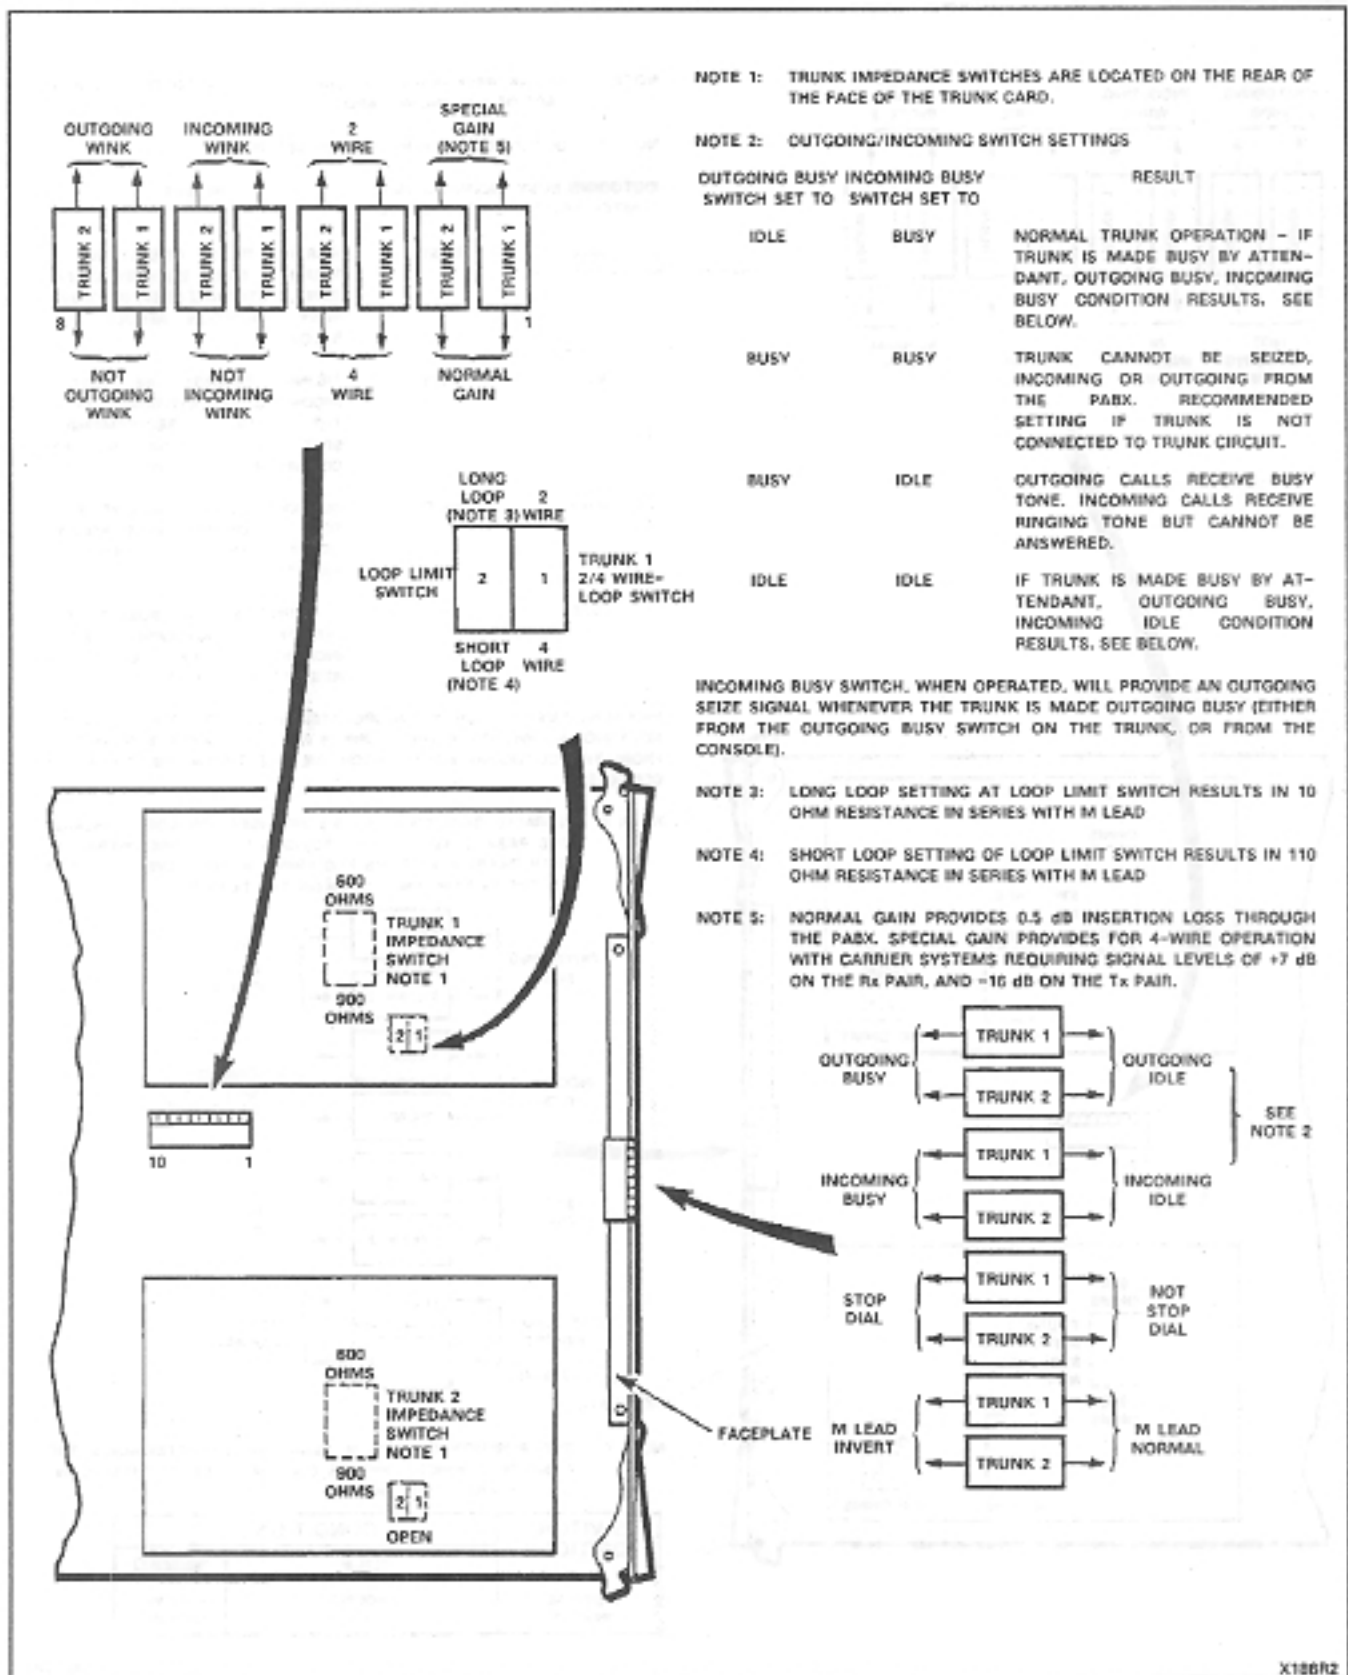 OUTGOING WINK
INCOMING WINK
2 WIRE
SPECIAL GAIN (NOTE 5)
TRUNK 2
TRUNK 1
TRUNK 2
TRUNK 1
TRUNK 2
TRUNK 1
TRUNK 2
TRUNK 1
8
1
NOT OUTGOING WINK
NOT INCOMING WINK
4 WIRE
NORMAL GAIN
LONG LOOP (NOTE 3)
2 WIRE
LOOP LIMIT SWITCH
2
1
TRUNK 1 2/4 WIRE-LOOP SWITCH
SHORT LOOP (NOTE 4)
4 WIRE
600 OHMS
TRUNK 1 IMPEDANCE SWITCH NOTE 1
900 OHMS
2 1
10
1
600 OHMS
TRUNK 2 IMPEDANCE SWITCH NOTE 1
900 OHMS
2 1
OPEN
FACEPLATE
NOTE 1: TRUNK IMPEDANCE SWITCHES ARE LOCATED ON THE REAR OF
THE FACE OF THE TRUNK CARD.
NOTE 2: OUTGOING/INCOMING SWITCH SETTINGS
OUTGOING BUSY INCOMING BUSY RESULT
SWITCH SET TO SWITCH SET TO
IDLE BUSY NORMAL TRUNK OPERATION – IF
TRUNK IS MADE BUSY BY ATTEN-
DANT, OUTGOING BUSY, INCOMING
BUSY CONDITION RESULTS. SEE
BELOW.
BUSY BUSY TRUNK CANNOT BE SEIZED,
INCOMING OR OUTGOING FROM
THE PABX. RECOMMENDED
SETTING IF TRUNK IS NOT
CONNECTED TO TRUNK CIRCUIT.
BUSY IDLE OUTGOING CALLS RECEIVE BUSY
TONE. INCOMING CALLS RECEIVE
RINGING TONE BUT CANNOT BE
ANSWERED.
IDLE IDLE IF TRUNK IS MADE BUSY BY AT-
TENDANT, OUTGOING BUSY,
INCOMING IDLE CONDITION
RESULTS. SEE BELOW.
INCOMING BUSY SWITCH, WHEN OPERATED, WILL PROVIDE AN OUTGOING
SEIZE SIGNAL WHENEVER THE TRUNK IS MADE OUTGOING BUSY (EITHER
FROM THE OUTGOING BUSY SWITCH ON THE TRUNK, OR FROM THE
CONSOLE).
NOTE 3: LONG LOOP SETTING AT LOOP LIMIT SWITCH RESULTS IN 10
OHM RESISTANCE IN SERIES WITH M LEAD
NOTE 4: SHORT LOOP SETTING OF LOOP LIMIT SWITCH RESULTS IN 110
OHM RESISTANCE IN SERIES WITH M LEAD
NOTE 5: NORMAL GAIN PROVIDES 0.5 dB INSERTION LOSS THROUGH
THE PABX. SPECIAL GAIN PROVIDES FOR 4-WIRE OPERATION
WITH CARRIER SYSTEMS REQUIRING SIGNAL LEVELS OF +7 dB
ON THE Rx PAIR, AND -16 dB ON THE Tx PAIR.
OUTGOING BUSY
TRUNK 1
TRUNK 2
OUTGOING IDLE
SEE NOTE 2
INCOMING BUSY
TRUNK 1
TRUNK 2
INCOMING IDLE
STOP DIAL
TRUNK 1
TRUNK 2
NOT STOP DIAL
M LEAD INVERT
TRUNK 1
TRUNK 2
M LEAD NORMAL
X188R2